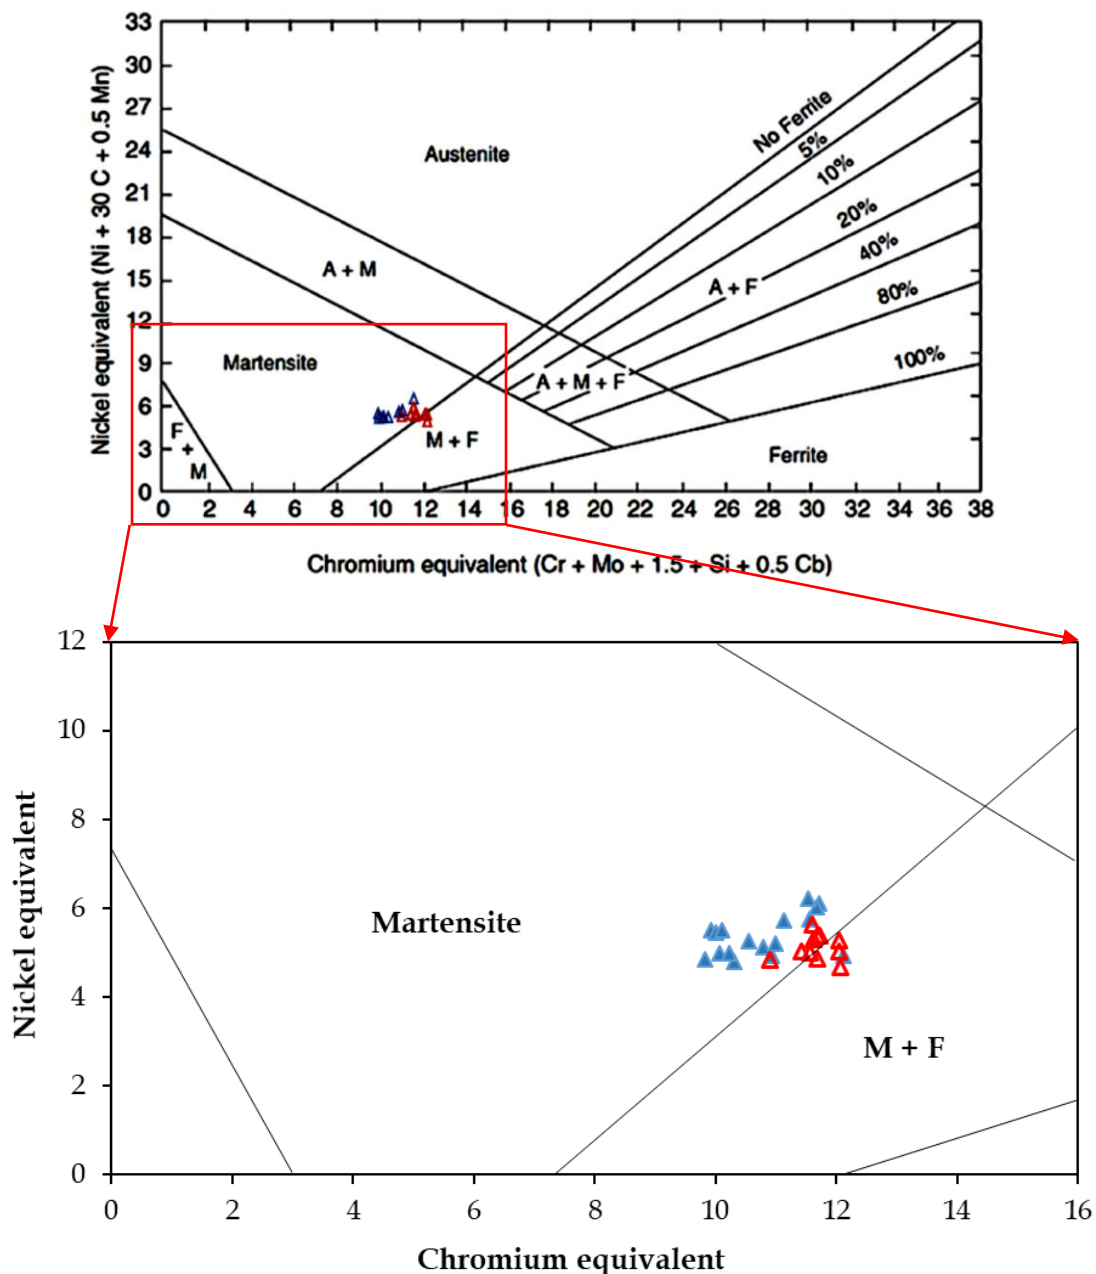 33
30
27
24
21
18
15
12
9
6
3
0
Nickel equivalent (Ni + 30 C + 0.5 Mn)
Austenite
No Ferrite
5%
10%
20%
40%
80%
100%
A + M
A + F
Martensite
A + M + F
F
+
M
M + F
Ferrite
0 2 4 6 8 10 12 14 16 18 20 22 24 26 28 30 32 34 36 38
Chromium equivalent (Cr + Mo + 1.5 + Si + 0.5 Cb)
12
10
8
6
4
2
0
Nickel equivalent
Martensite
M + F
0 2 4 6 8 10 12 14 16
Chromium equivalent